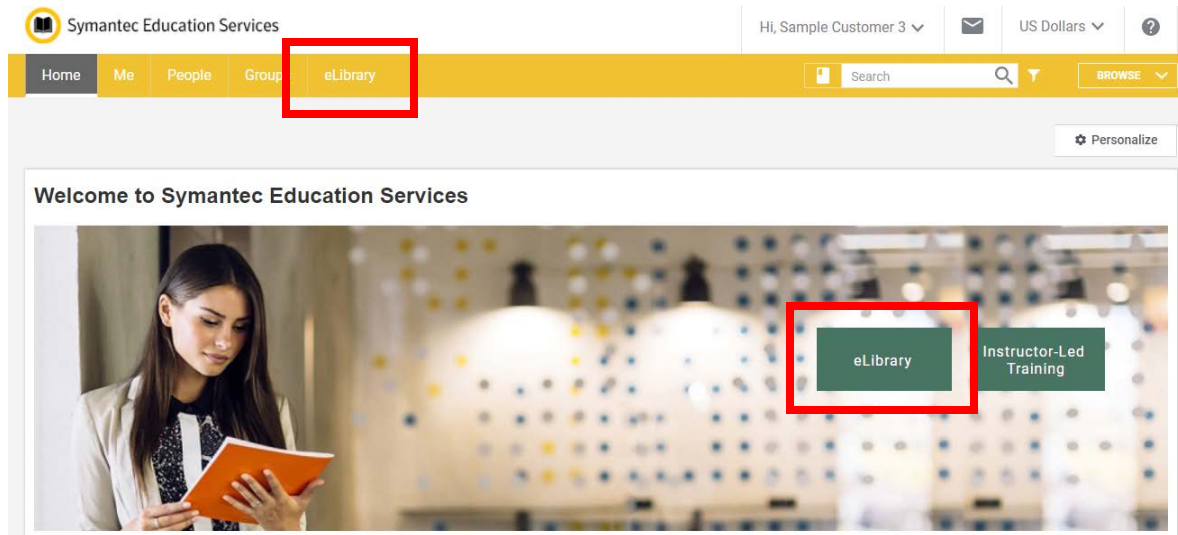 Symantec Education Services
Hi, Sample Customer 3
US Dollars
?
Home Me People Group eLibrary
Search
BROWSE
Personalize
Welcome to Symantec Education Services
eLibrary
Instructor-Led
Training